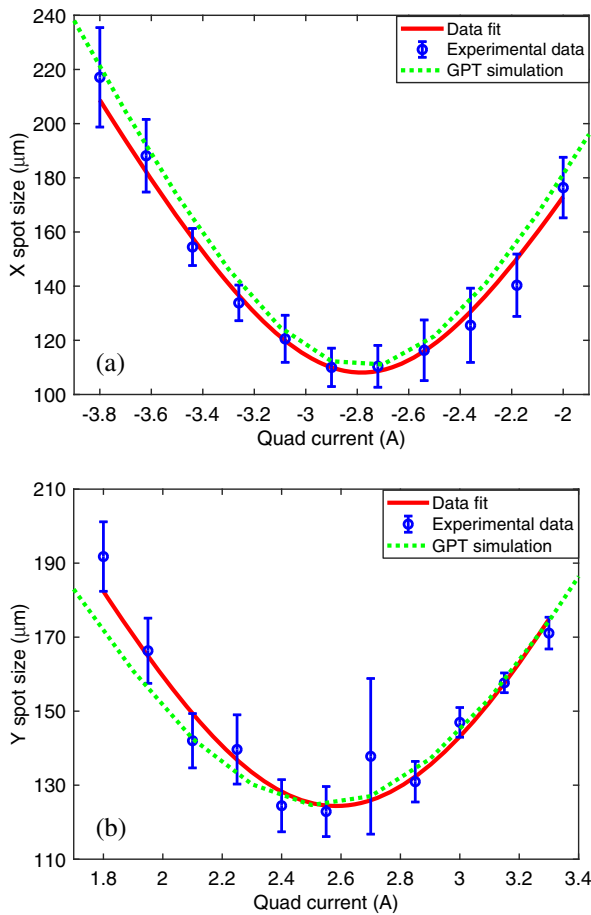 240
220
200
180
160
140
120
100
X spot size (μm)
Data fit
Experimental data
GPT simulation
(a)
-3.8 -3.6 -3.4 -3.2 -3 -2.8 -2.6 -2.4 -2.2 -2
Quad current (A)
210
190
170
150
130
110
Y spot size (μm)
Data fit
Experimental data
GPT simulation
(b)
1.8 2 2.2 2.4 2.6 2.8 3 3.2 3.4
Quad current (A)